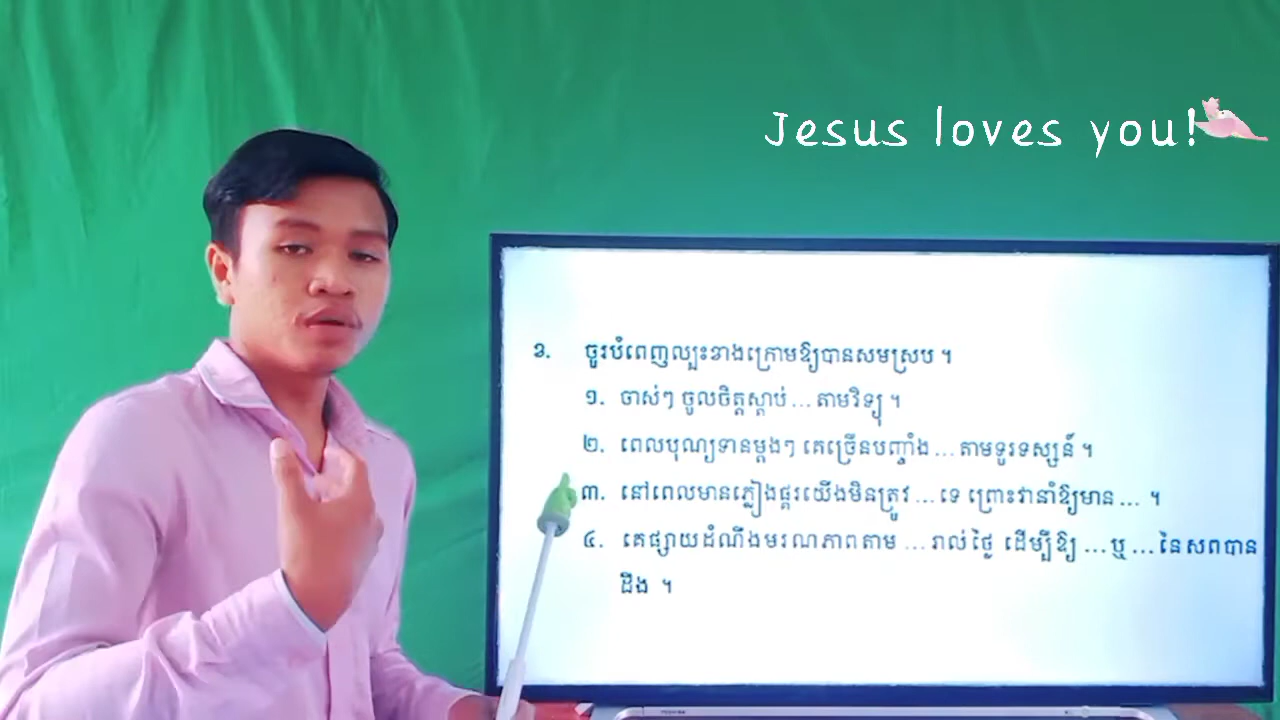 Jesus loves you!
ខ. ចូរបំពេញល្បះខាងក្រោមឱ្យបានសមស្រប ។
១. ចាស់ៗ ចូលចិត្តស្តាប់ ... តាមវិទ្យុ ។
២. ពេលបុណ្យទានម្តងៗ គេច្រើនបញ្ចាំង ... តាមទូរទស្សន៍ ។
៣. នៅពេលមានភ្លៀងផ្គរយើងមិនត្រូវ ... ទេ ព្រោះវានាំឱ្យមាន ... ។
៤. គេផ្សាយដំណឹងមរណភាពតាម ... រាល់ថ្ងៃ ដើម្បីឱ្យ ... ឬ ... នៃសពបាន
ដឹង ។